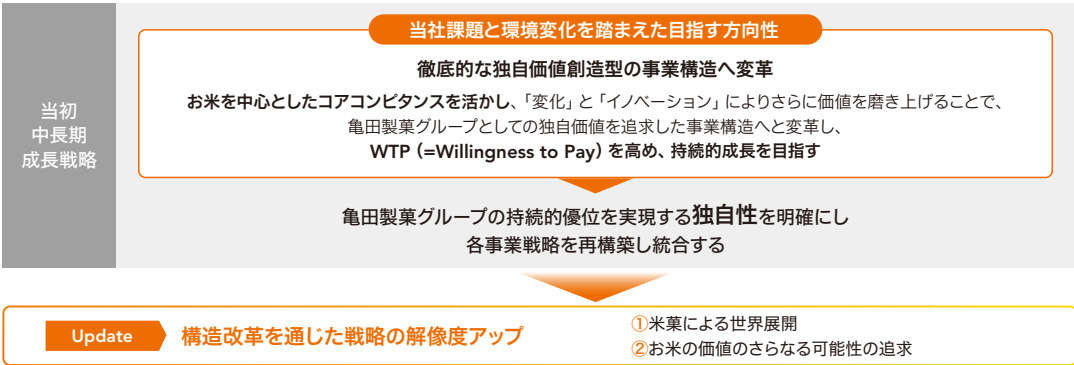 当初
中長期
成長戦略
当社課題と環境変化を踏まえた目指す方向性
徹底的な独自価値創造型の事業構造へ変革
お米を中心としたコアコンピタンスを活かし、「変化」と「イノベーション」によりさらに価値を磨き上げることで、
亀田製菓グループとしての独自価値を追求した事業構造へと変革し、
WTP（=Willingness to Pay）を高め、持続的成長を目指す
亀田製菓グループの持続的優位を実現する独自性を明確にし
各事業戦略を再構築し統合する
Update
構造改革を通じた戦略の解像度アップ
①米菓による世界展開
②お米の価値のさらなる可能性の追求